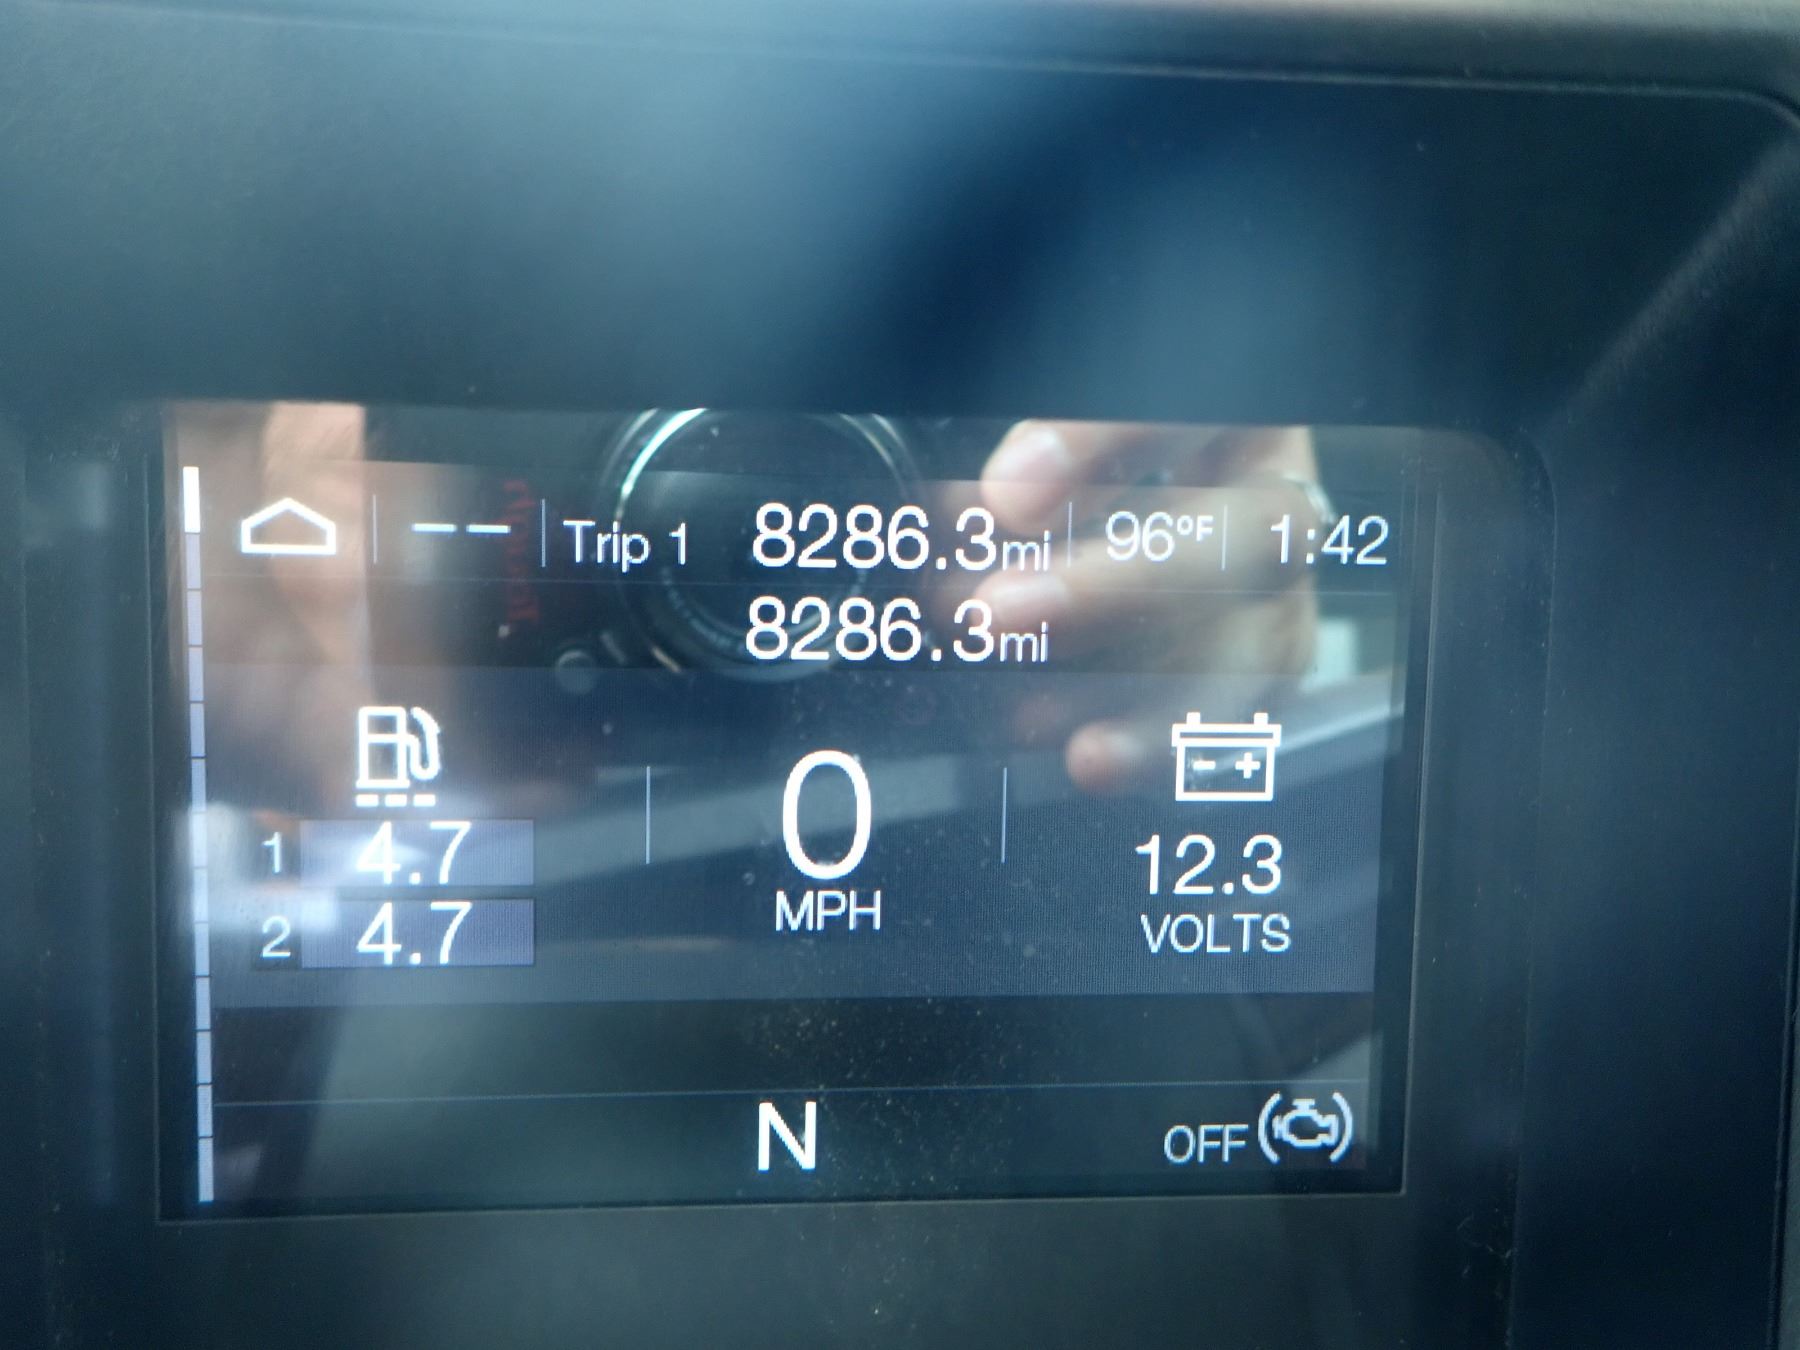 -- Trip 1 8286.3mi 96°F 1:42
8286.3mi
1 4.7
2 4.7
0
MPH
- +
12.3
VOLTS
N
OFF